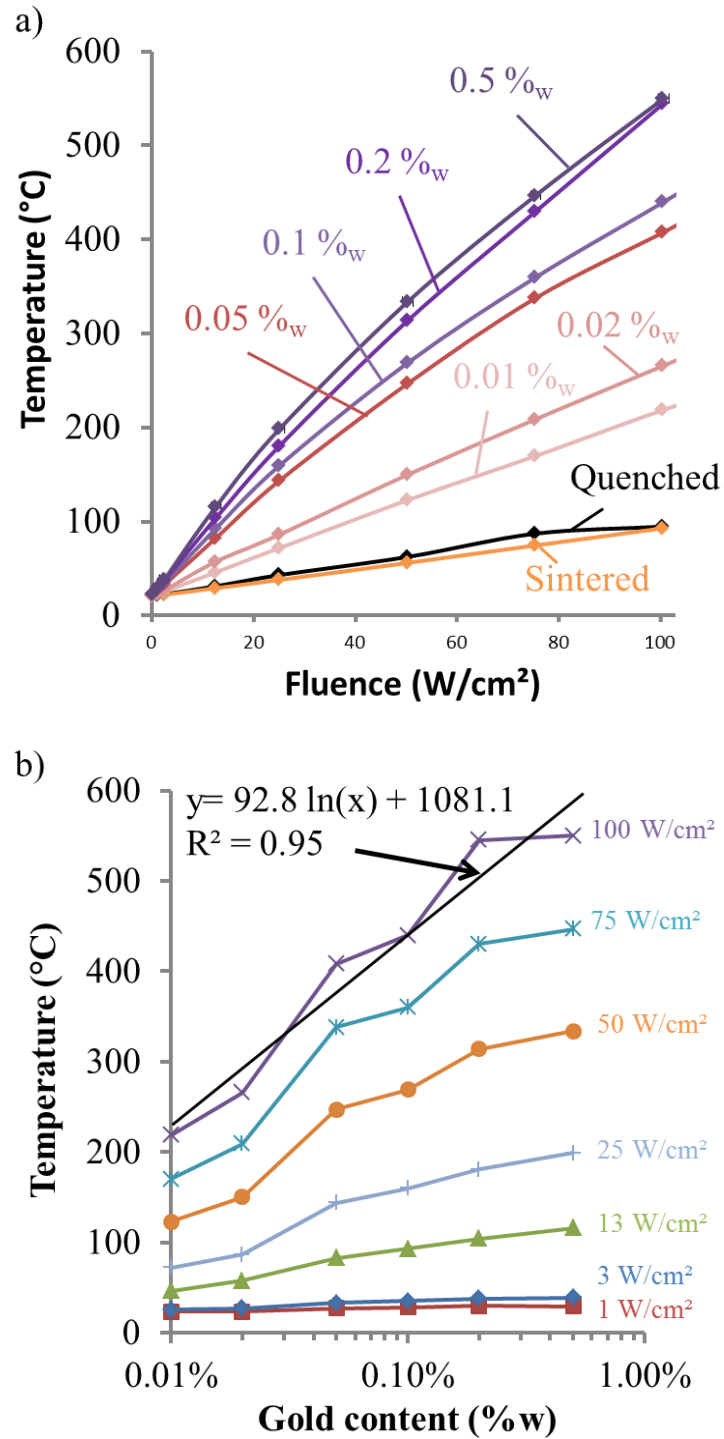 a)
600
500
400
300
200
100
0
Temperature (°C)
0.5 %w
0.2 %w
0.1 %w
0.05 %w
0.02 %w
0.01 %w
Quenched
Sintered
0 20 40 60 80 100
Fluence (W/cm²)
b)
600
500
400
300
200
100
0
Temperature (°C)
y= 92.8 ln(x) + 1081.1
R² = 0.95
100 W/cm²
75 W/cm²
50 W/cm²
25 W/cm²
13 W/cm²
3 W/cm²
1 W/cm²
0.01% 0.10% 1.00%
Gold content (%w)